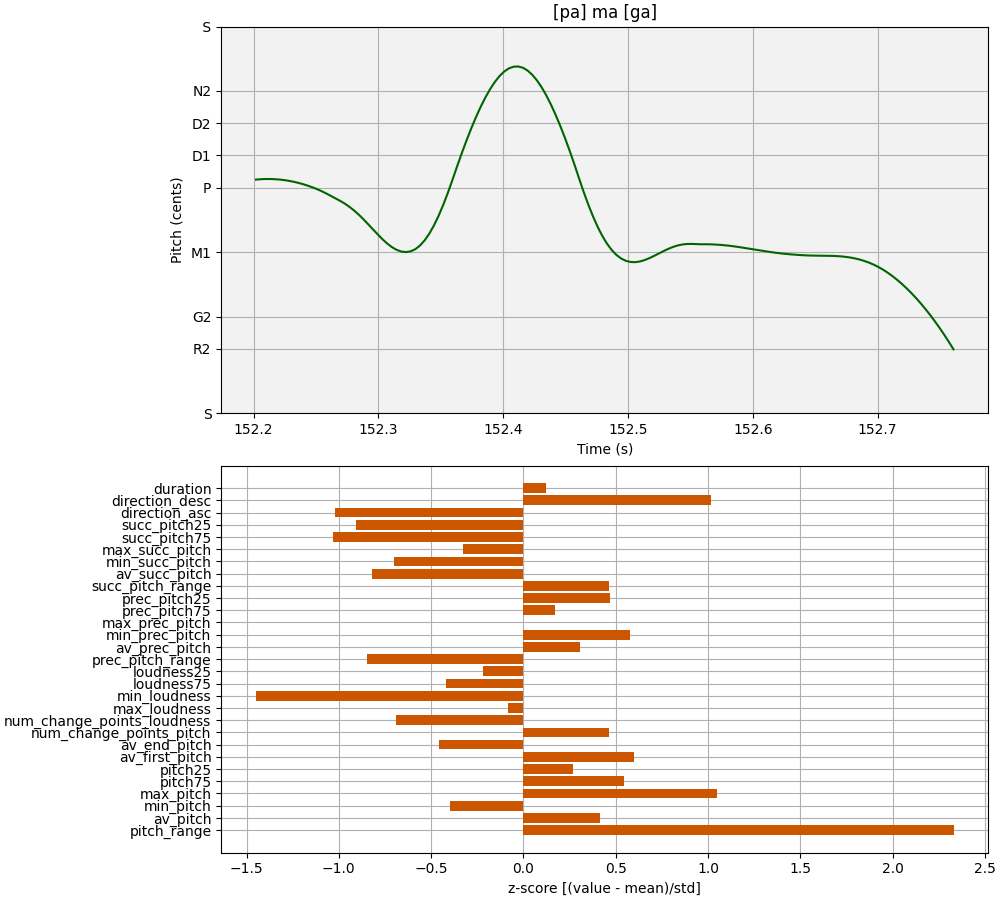 [pa] ma [ga]
S
N2
D2
D1
P
M1
G2
R2
S
Pitch (cents)
152.2 152.3 152.4 152.5 152.6 152.7
Time (s)
duration
direction_desc
direction_asc
succ_pitch25
succ_pitch75
max_succ_pitch
min_succ_pitch
av_succ_pitch
succ_pitch_range
prec_pitch25
prec_pitch75
max_prec_pitch
min_prec_pitch
av_prec_pitch
prec_pitch_range
loudness25
loudness75
min_loudness
max_loudness
num_change_points_loudness
num_change_points_pitch
av_end_pitch
av_first_pitch
pitch25
pitch75
max_pitch
min_pitch
av_pitch
pitch_range
−1.5 −1.0 −0.5 0.0 0.5 1.0 1.5 2.0 2.5
z-score [(value - mean)/std]